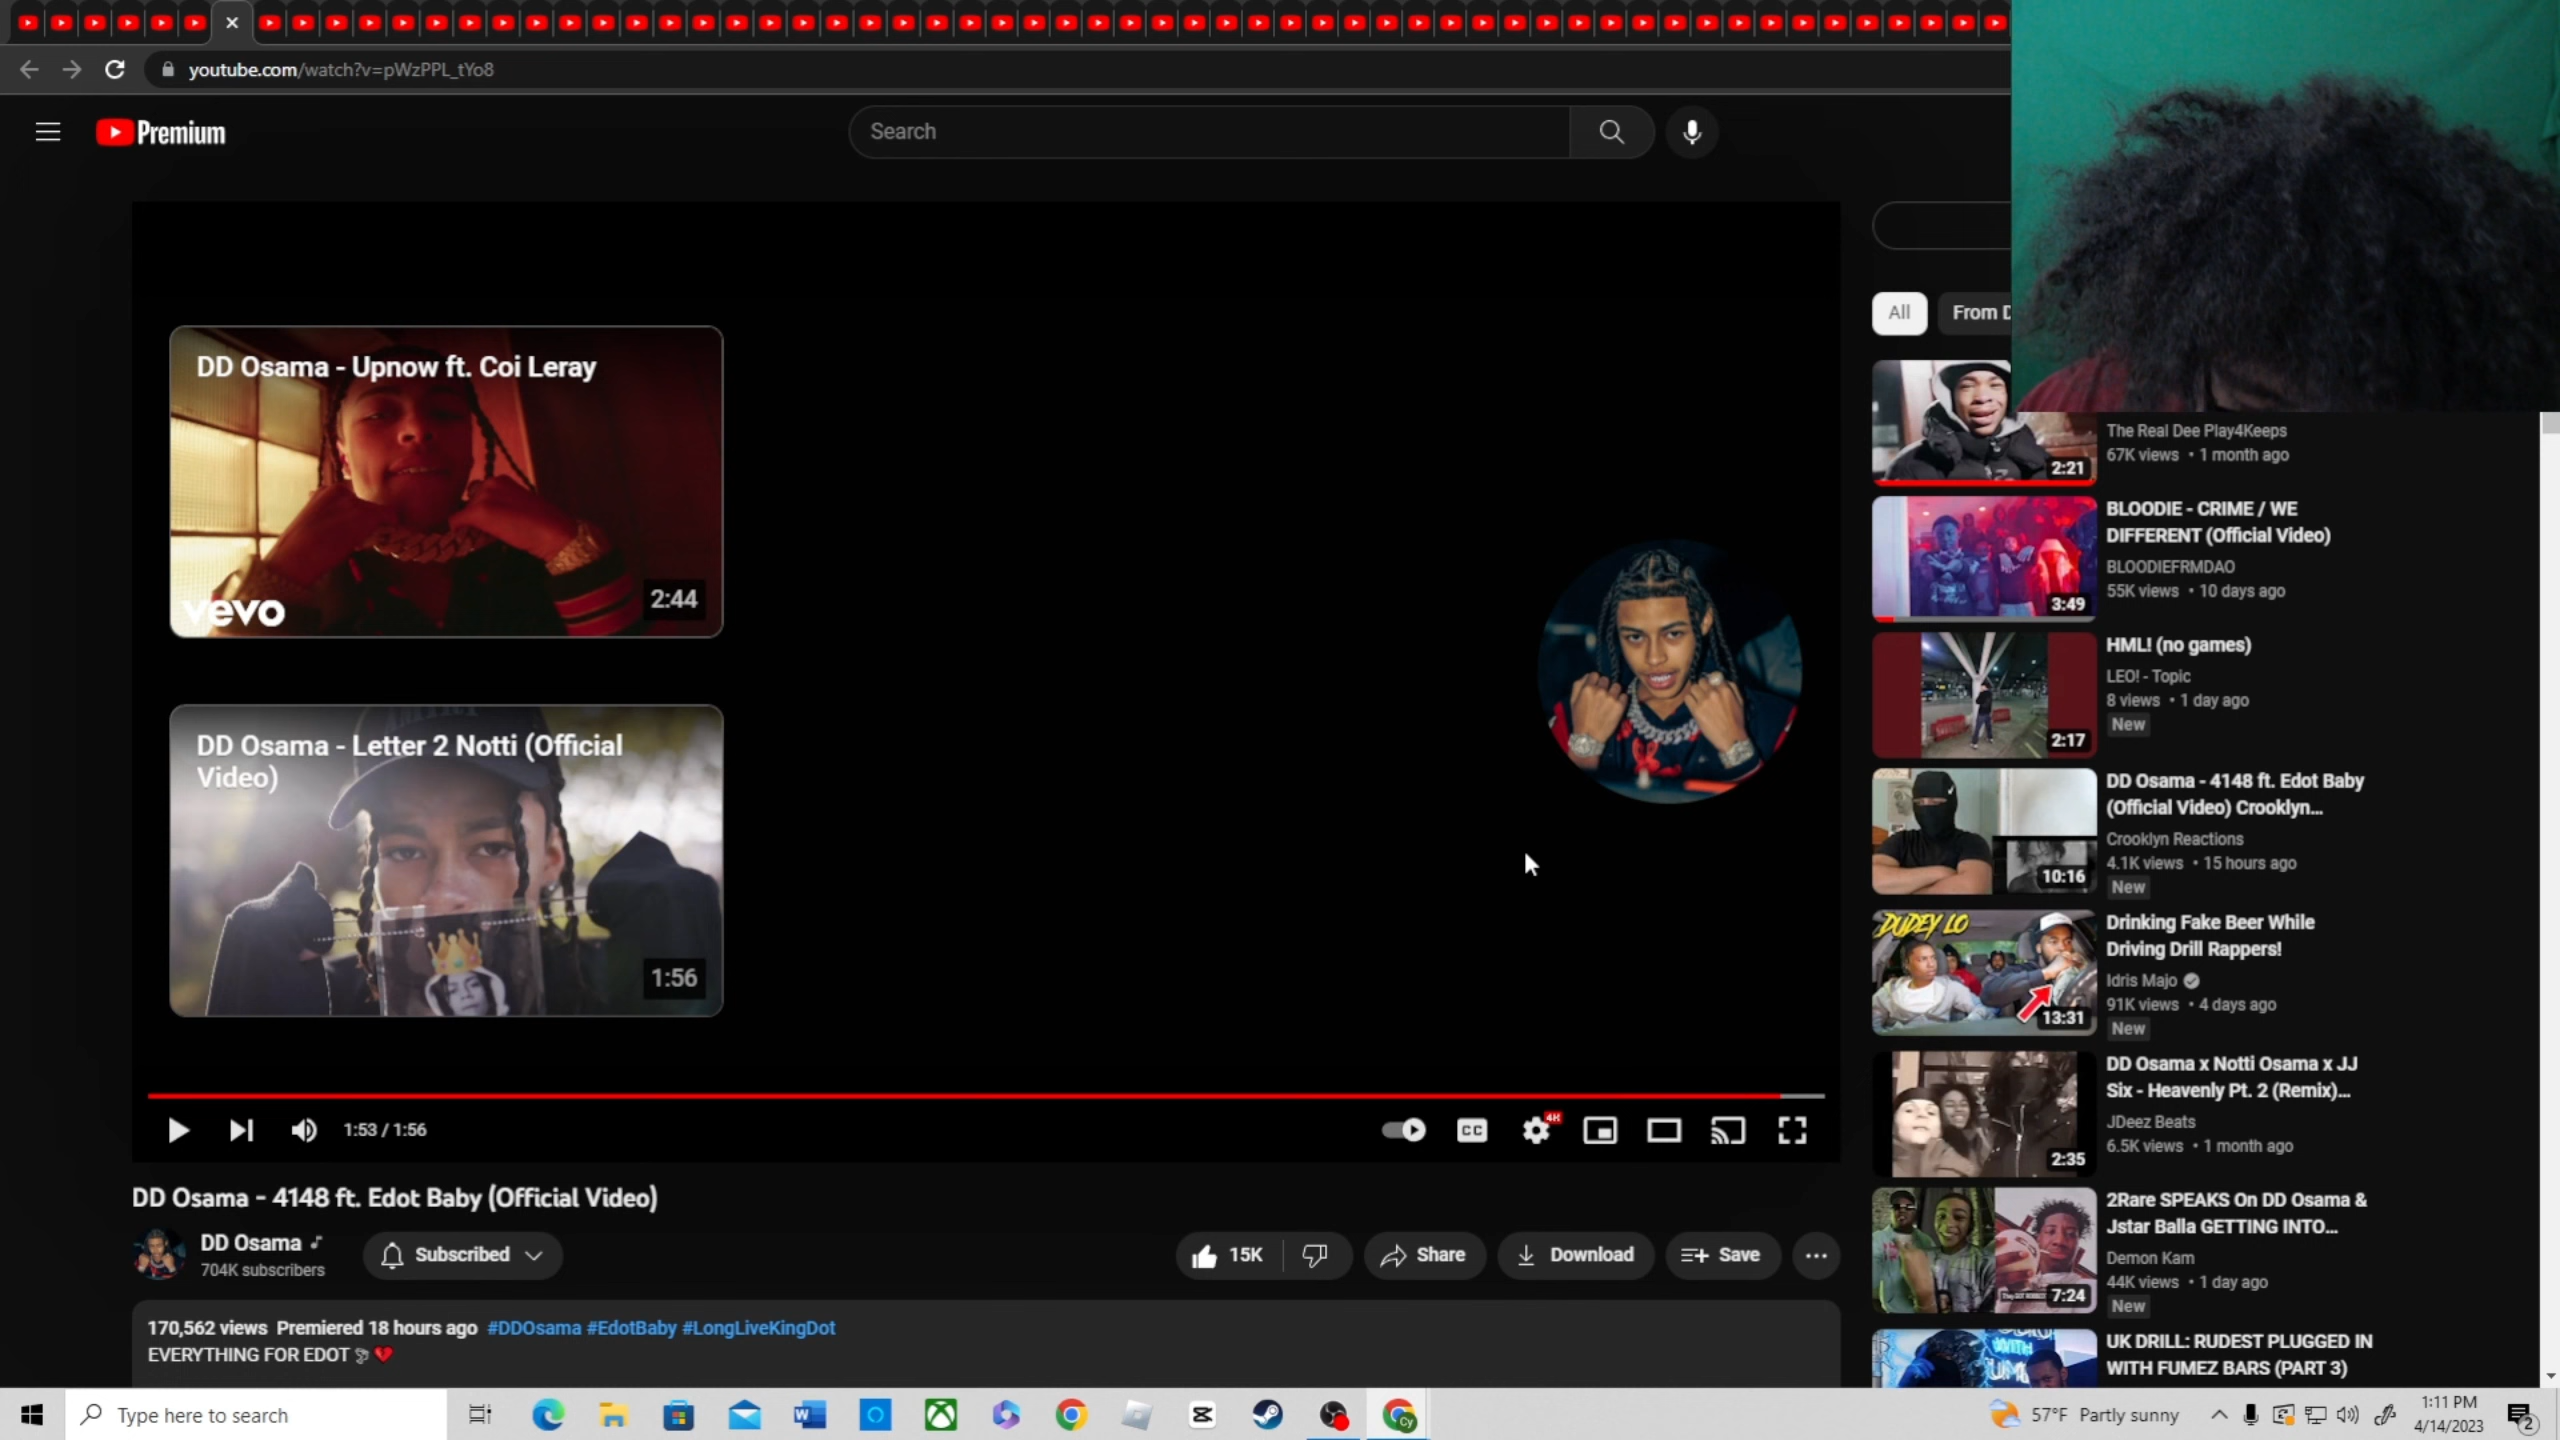 youtube.com/watch?v=pWzPPL_tYo8
Premium
Search
DD Osama - Upnow ft. Coi Leray
vevo
2:44
DD Osama - Letter 2 Notti (Official
Video)
1:56
1:53 / 1:56
CC
4K
DD Osama - 4148 ft. Edot Baby (Official Video)
DD Osama
704K subscribers
Subscribed
15K
Share
Download
Save
170,562 views Premiered 18 hours ago #DDOsama #EdotBaby #LongLiveKingDot
EVERYTHING FOR EDOT
All
From D
2:21
The Real Dee Play4Keeps
67K views • 1 month ago
3:49
BLOODIE - CRIME / WE
DIFFERENT (Official Video)
BLOODIEFRMDAO
55K views • 10 days ago
2:17
HML! (no games)
LEO! - Topic
8 views • 1 day ago
New
10:16
DD Osama - 4148 ft. Edot Baby
(Official Video) Crooklyn...
Crooklyn Reactions
4.1K views • 15 hours ago
New
DUDEY LO
13:31
Drinking Fake Beer While
Driving Drill Rappers!
Idris Majo
91K views • 4 days ago
New
2:35
DD Osama x Notti Osama x JJ
Six - Heavenly Pt. 2 (Remix)...
JDeez Beats
6.5K views • 1 month ago
7:24
2Rare SPEAKS On DD Osama &
Jstar Balla GETTING INTO...
Demon Kam
44K views • 1 day ago
New
UK DRILL: RUDEST PLUGGED IN
WITH FUMEZ BARS (PART 3)
Type here to search
Cy
57°F Partly sunny
1:11 PM
4/14/2023
2